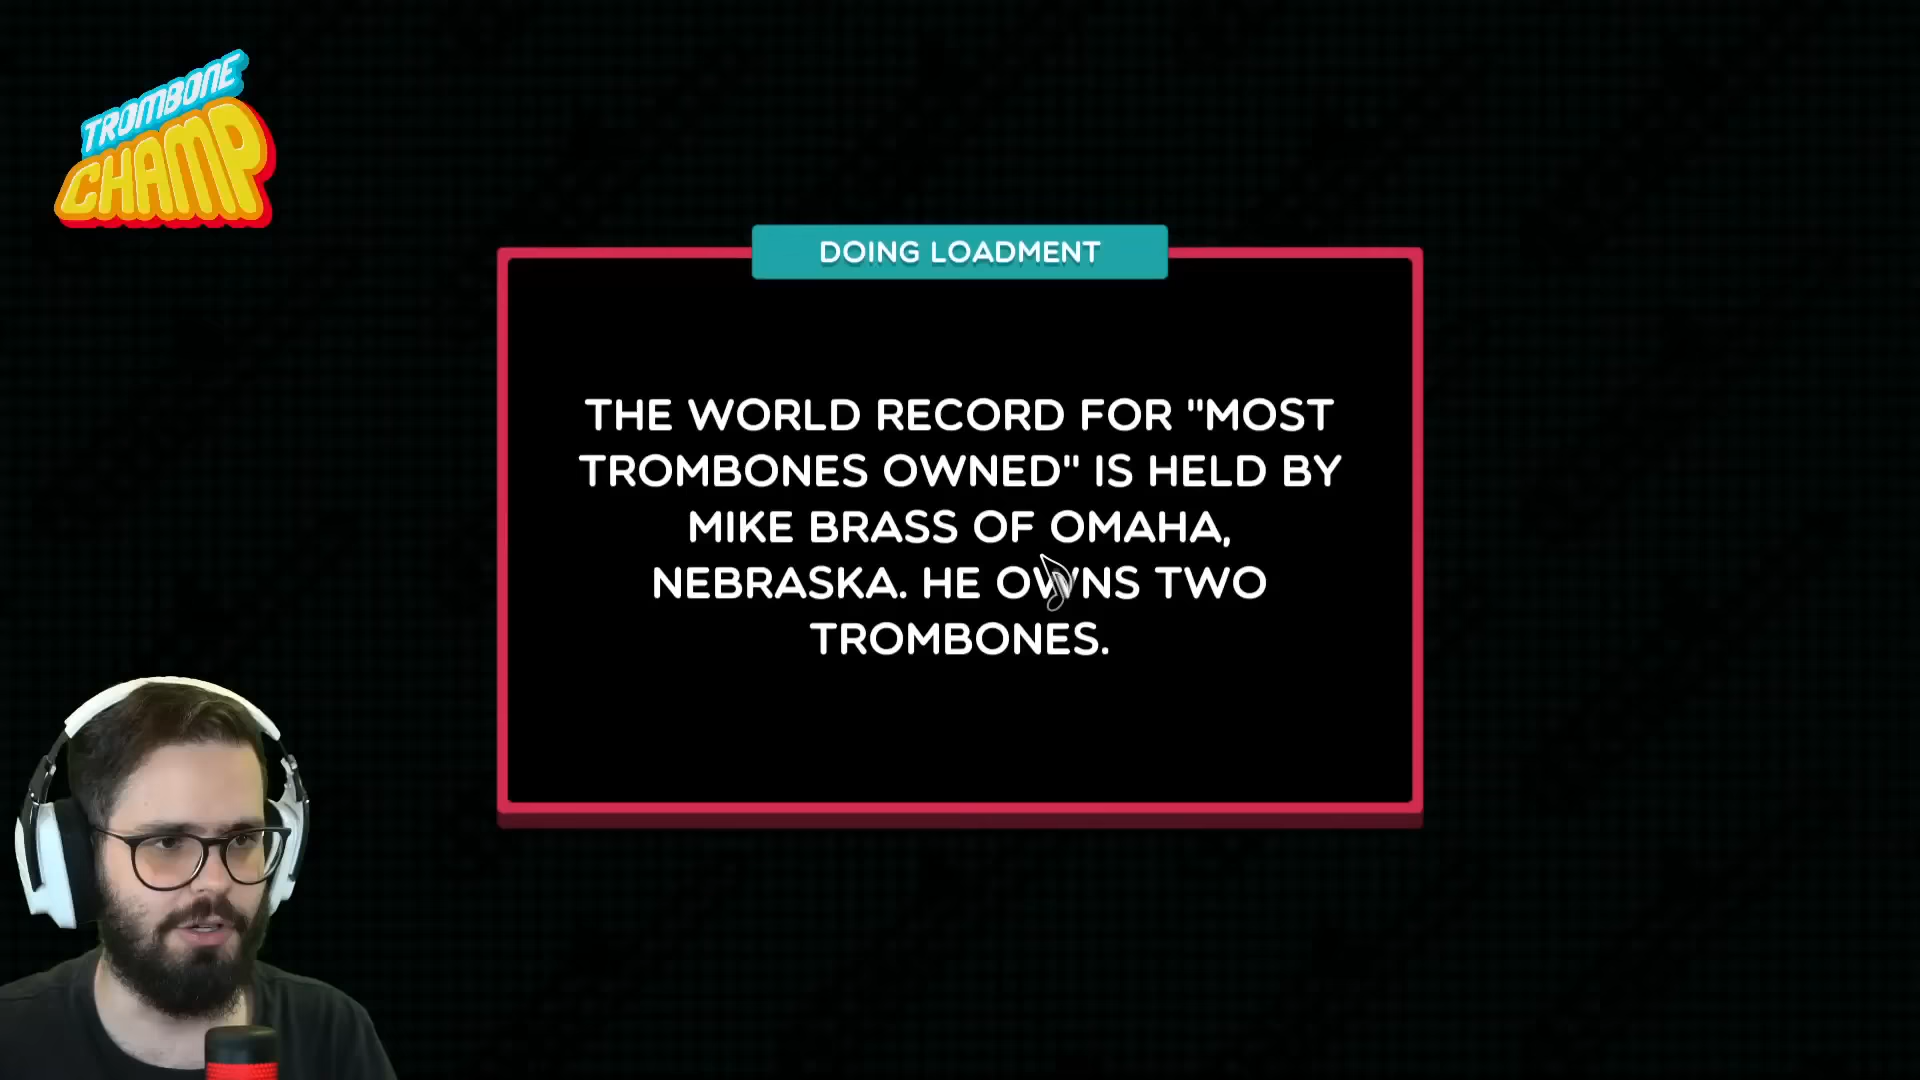 TROMBONE
CHAMP
DOING LOADMENT
THE WORLD RECORD FOR "MOST
TROMBONES OWNED" IS HELD BY
MIKE BRASS OF OMAHA,
NEBRASKA. HE OWNS TWO
TROMBONES.